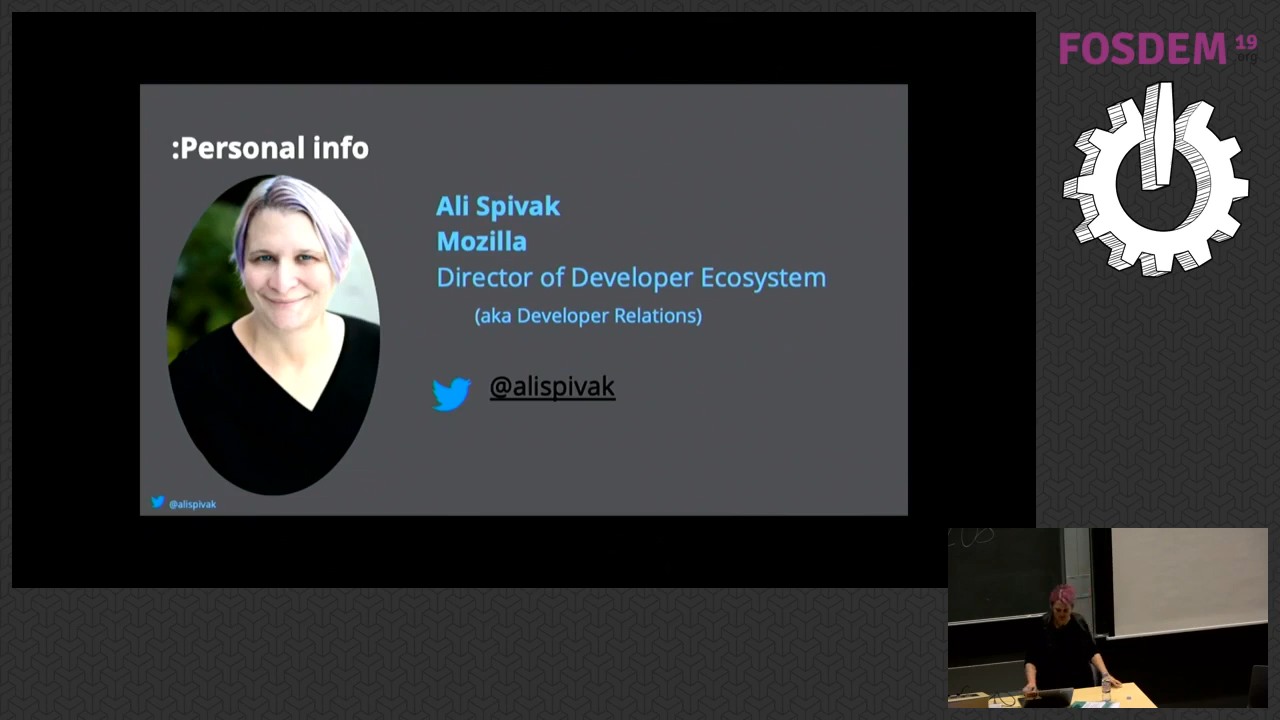 FOSDEM 19
.org
:Personal info
Ali Spivak
Mozilla
Director of Developer Ecosystem
(aka Developer Relations)
@alispivak
@alispivak